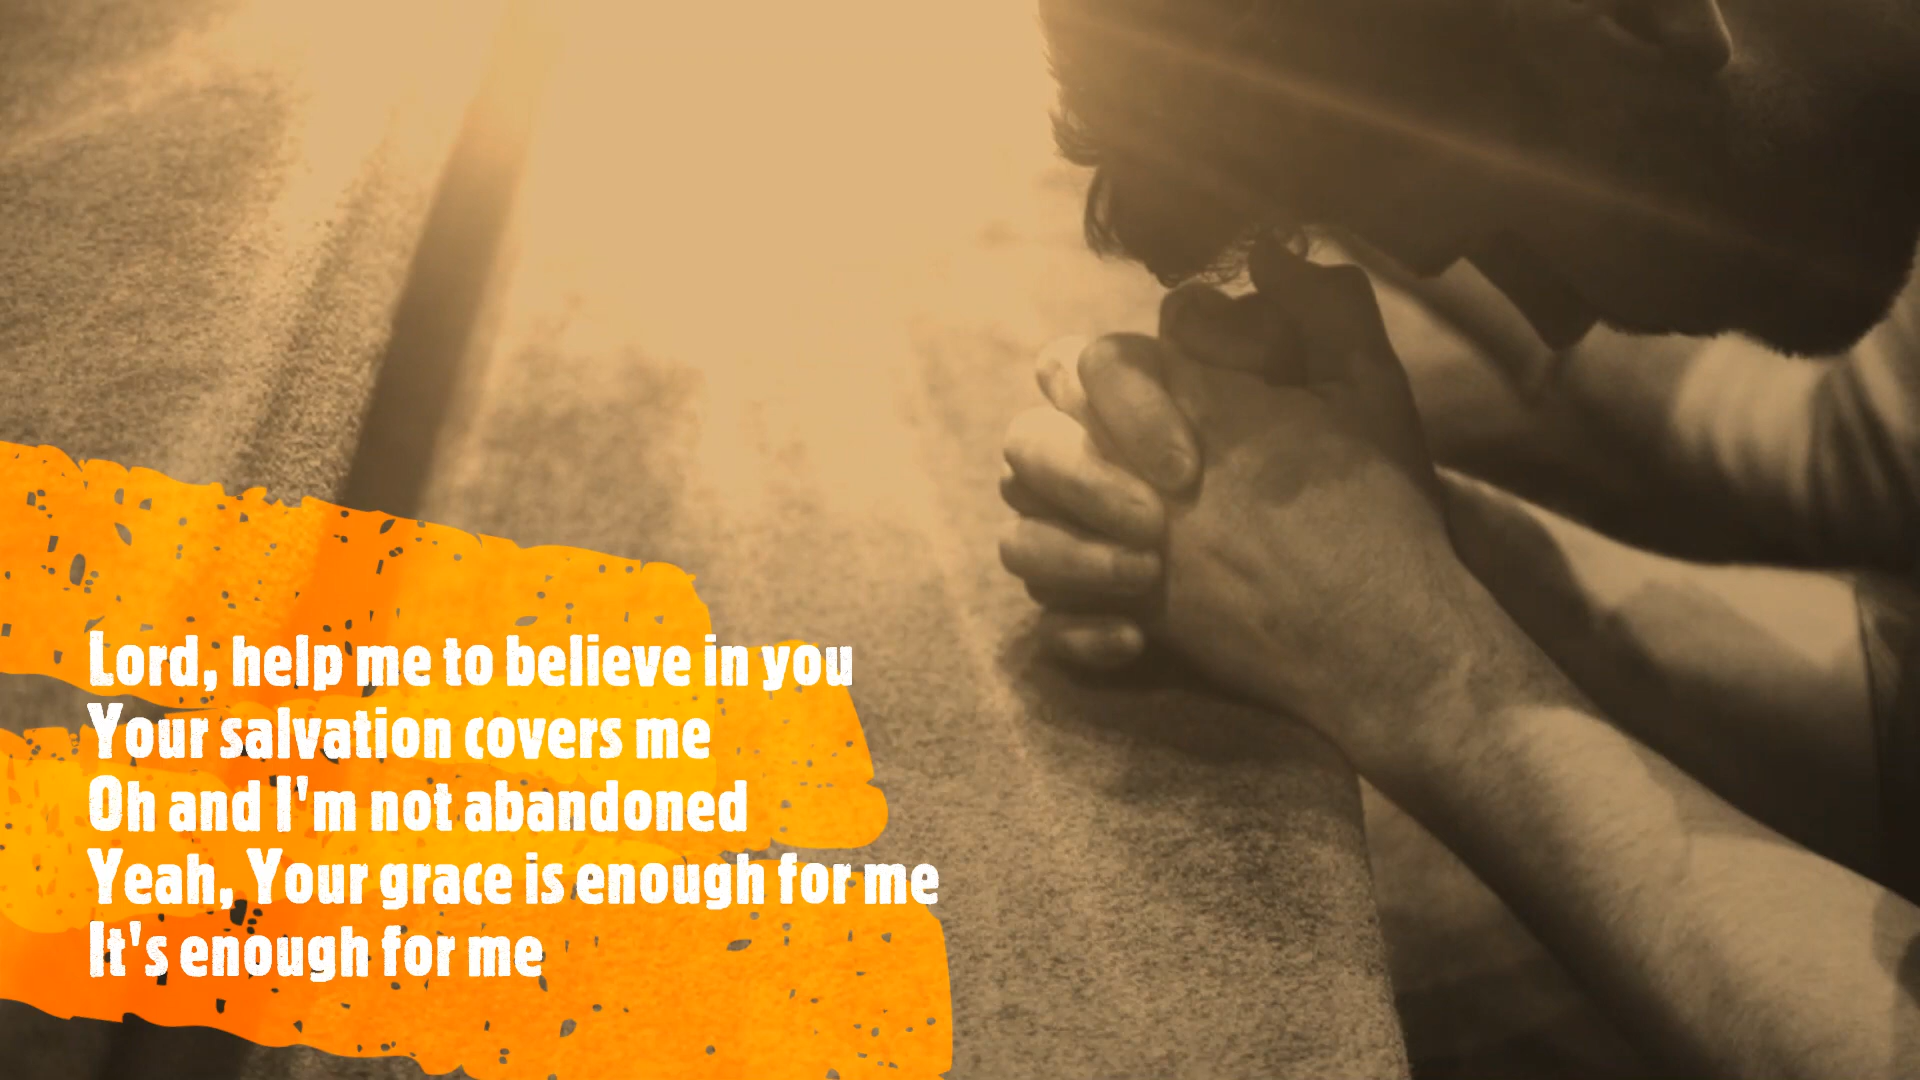 Lord, help me to believe in you
Your salvation covers me
Oh and I'm not abandoned
Yeah, Your grace is enough for me
It's enough for me